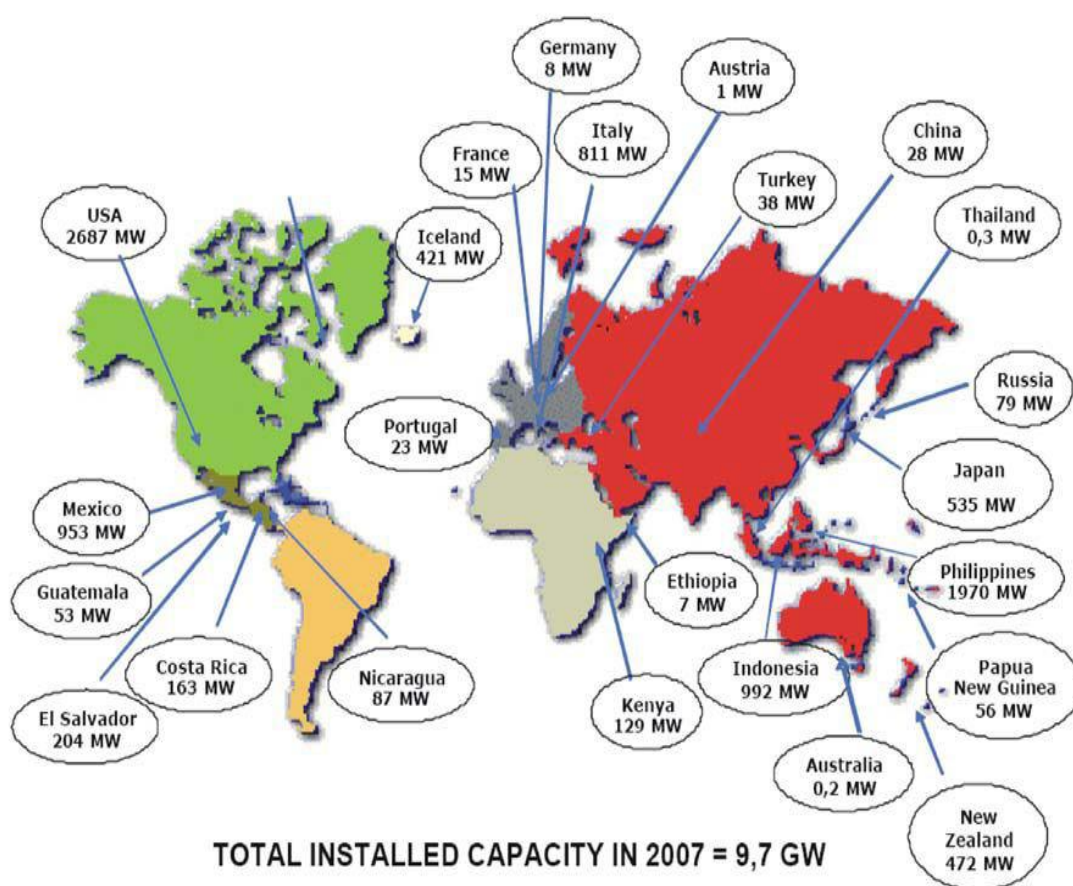 Germany
8 MW
Austria
1 MW
Italy
811 MW
China
28 MW
France
15 MW
Turkey
38 MW
Thailand
0,3 MW
USA
2687 MW
Iceland
421 MW
Russia
79 MW
Portugal
23 MW
Japan
535 MW
Mexico
953 MW
Guatemala
53 MW
Ethiopia
7 MW
Philippines
1970 MW
Costa Rica
163 MW
Nicaragua
87 MW
Indonesia
992 MW
Papua
New Guinea
56 MW
El Salvador
204 MW
Kenya
129 MW
Australia
0,2 MW
New
Zealand
472 MW
TOTAL INSTALLED CAPACITY IN 2007 = 9,7 GW